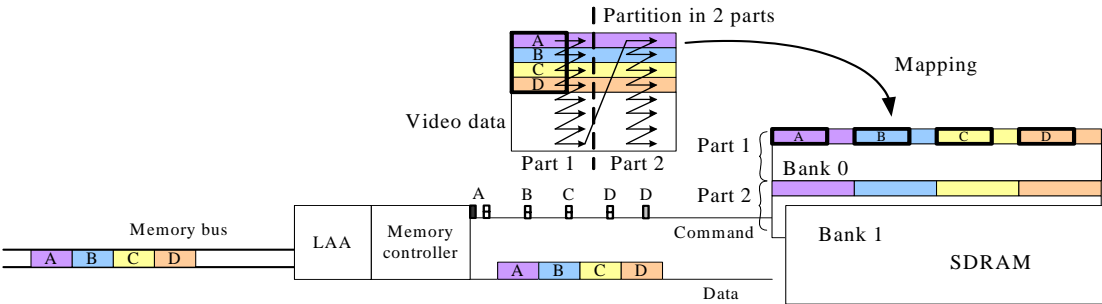 Partition in 2 parts
A
B
C
D
Mapping
Video data
Part 1 Part 2
A B C D
Part 1
Bank 0
Part 2
A B C D D
Memory bus
LAA
Memory
controller
Command
Bank 1
SDRAM
A B C D
A B C D
Data